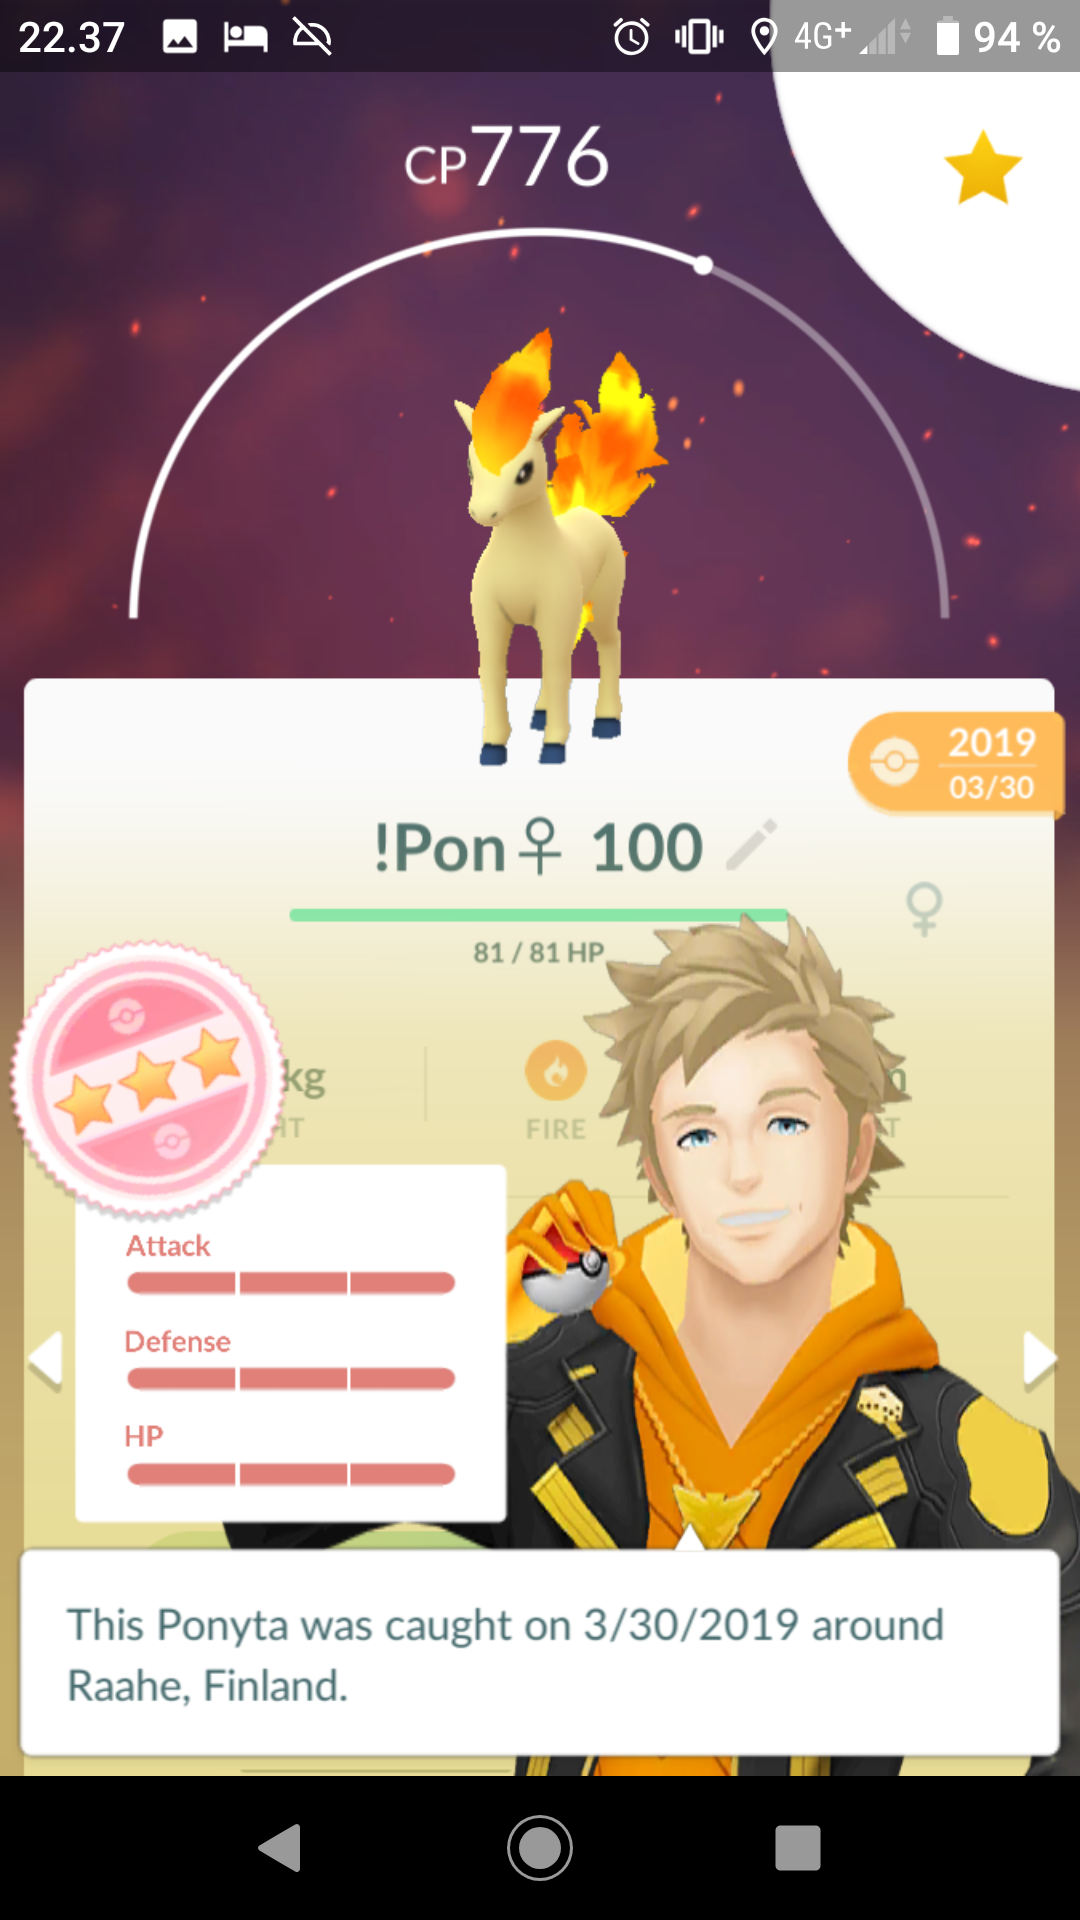 22.37
4G+
94 %
CP776
2019
03/30
!Pon♀ 100
81 / 81 HP
kg
FIRE
Attack
Defense
HP
This Ponyta was caught on 3/30/2019 around
Raahe, Finland.